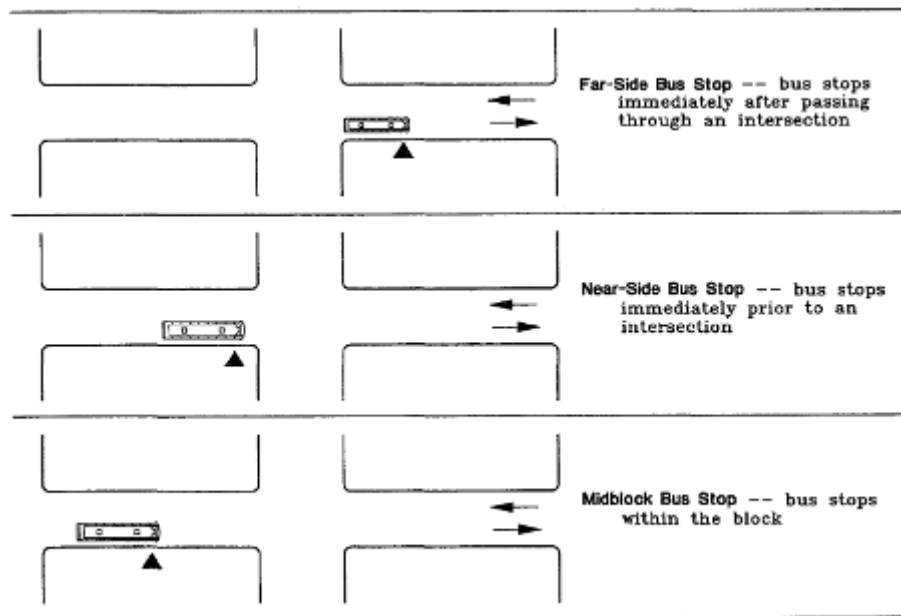 Far-Side Bus Stop -- bus stops
immediately after passing
through an intersection
Near-Side Bus Stop -- bus stops
immediately prior to an
intersection
Midblock Bus Stop -- bus stops
within the block